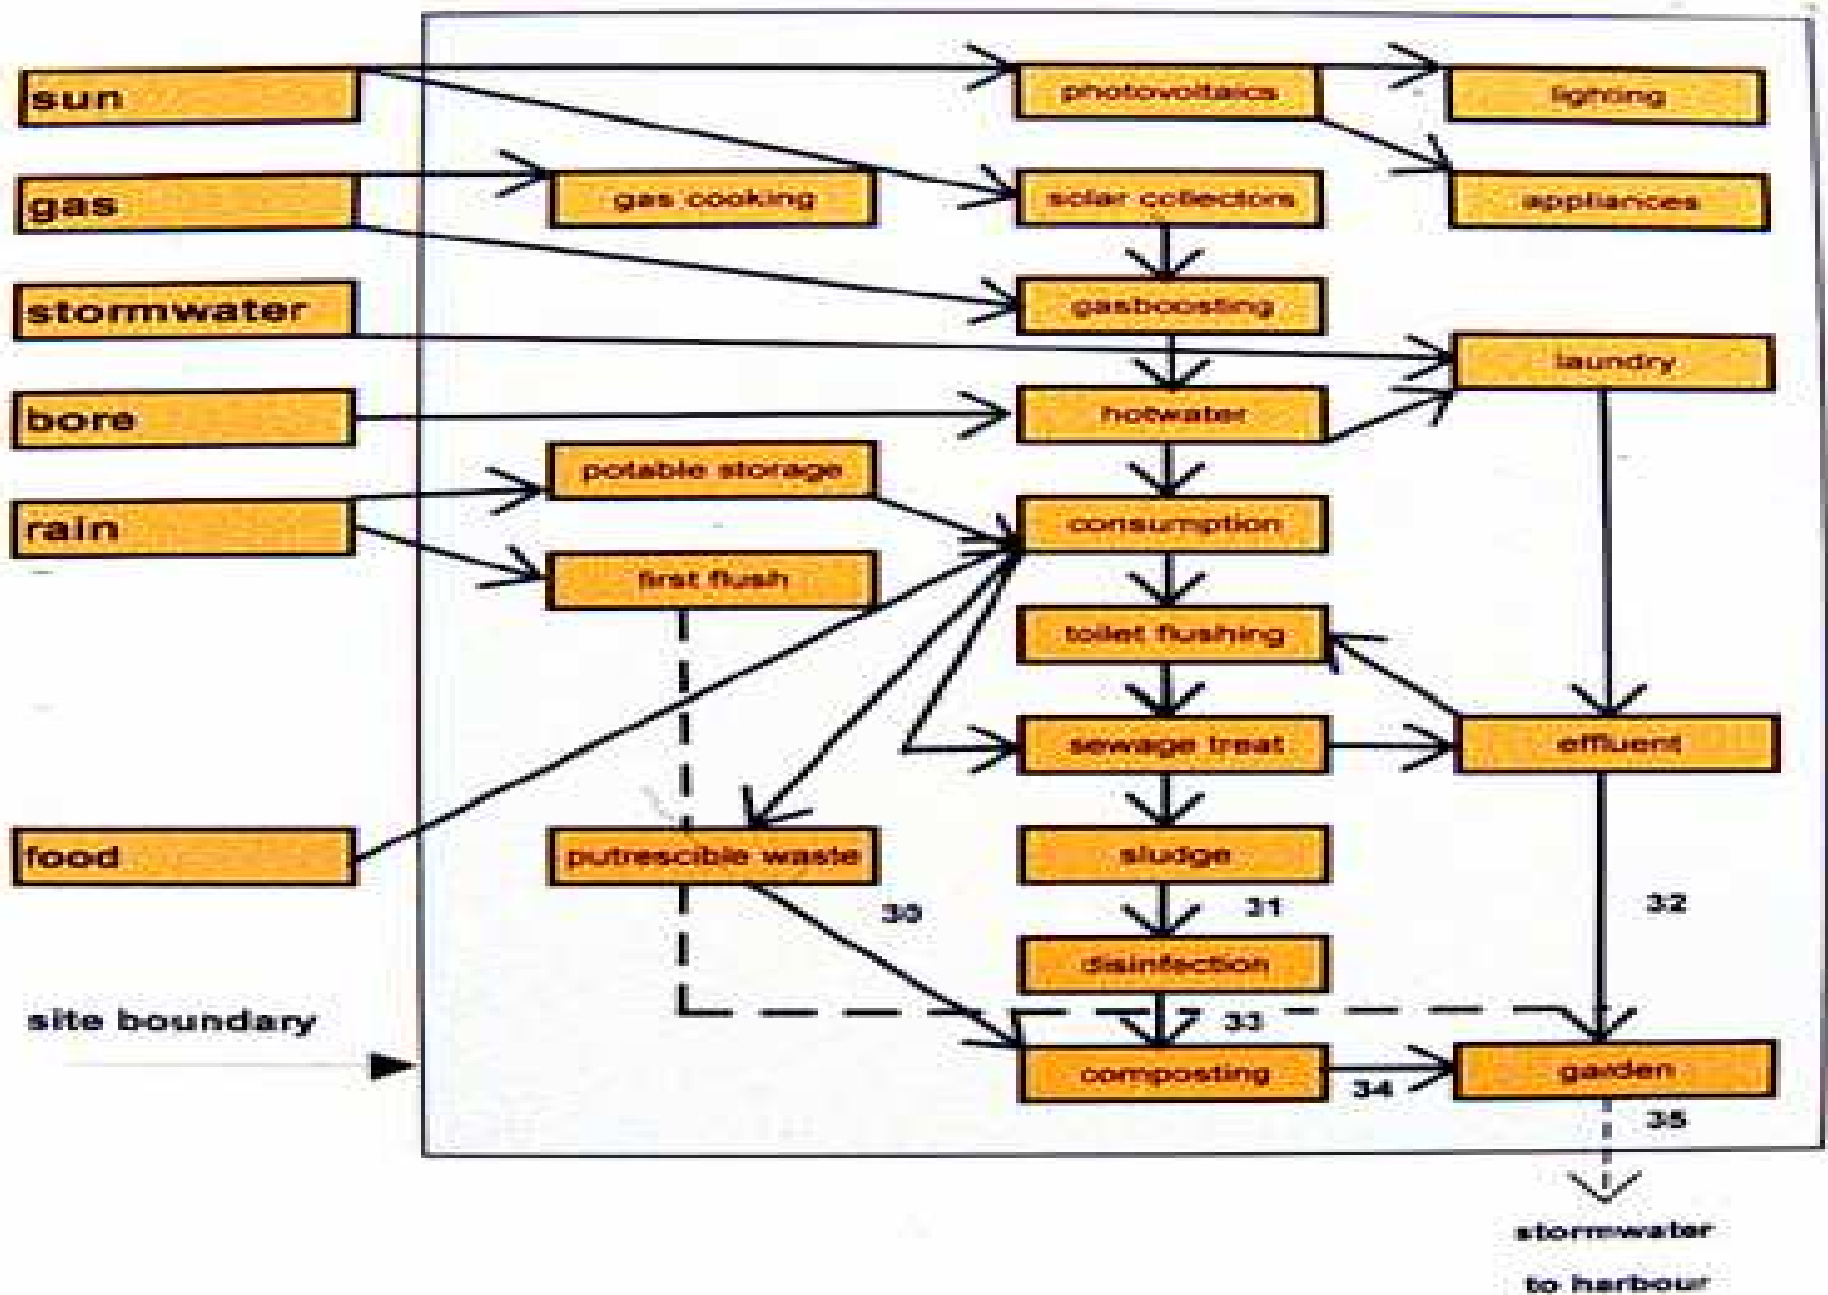 sun
photovoltaics
lighting
gas
gas cooking
solar collectors
appliances
stormwater
gasboosting
laundry
bore
hotwater
potable storage
rain
consumption
first flush
toilet flushing
sewage treat
effluent
food
putrescible waste
sludge
30
31
32
disinfection
site boundary
33
composting
garden
34
35
stormwater
to harbour